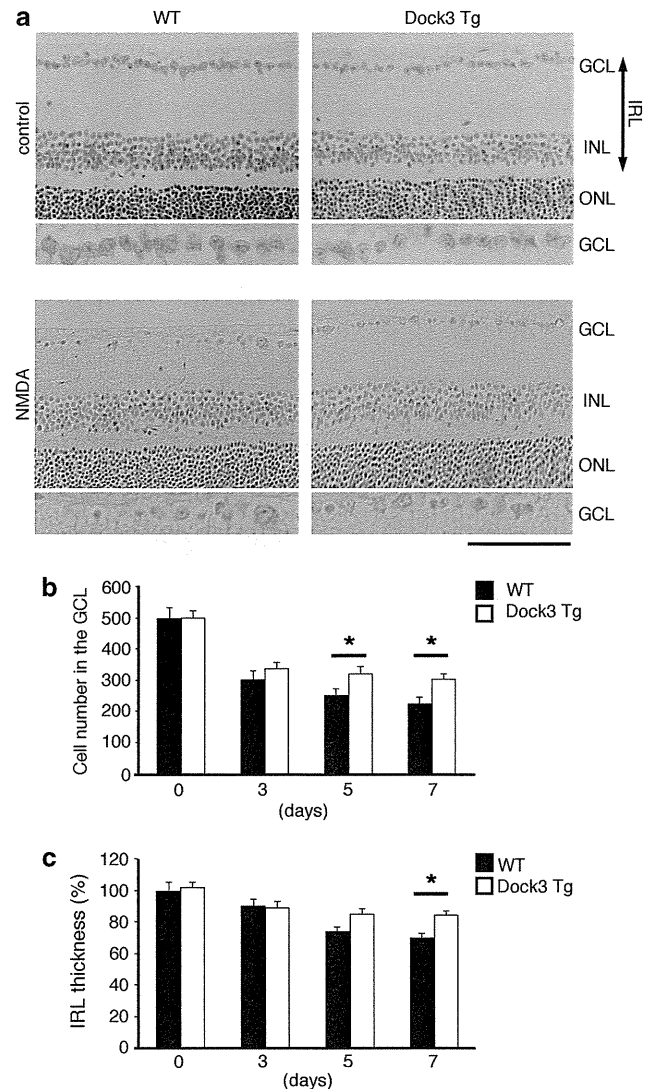 a
WT
Dock3 Tg
control
GCL
IRL
INL
ONL
GCL
NMDA
GCL
INL
ONL
GCL
b
Cell number in the GCL
600
500
400
300
200
100
0
0
3
5
7
(days)
*
*
WT
Dock3 Tg
c
IRL thickness (%)
120
100
80
60
40
20
0
0
3
5
7
(days)
*
WT
Dock3 Tg